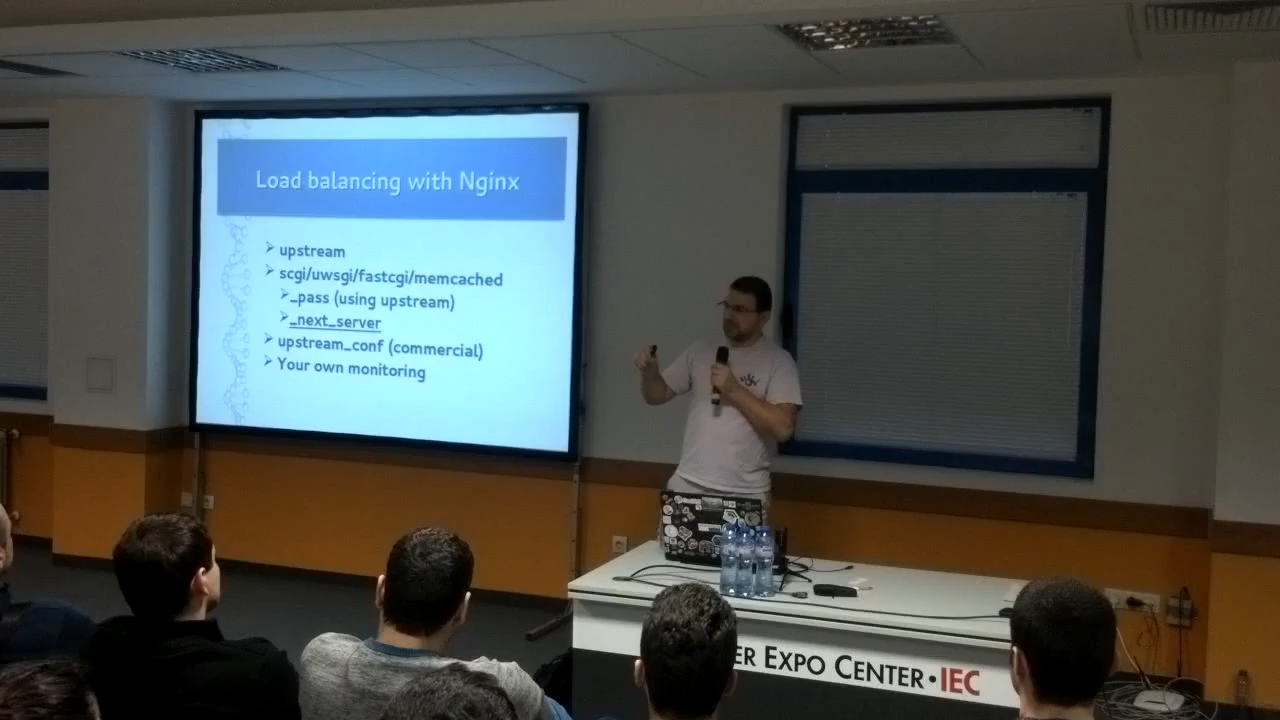 Load balancing with Nginx
upstream
scgi/uwsgi/fastcgi/memcached
_pass (using upstream)
_next_server
upstream_conf (commercial)
Your own monitoring
EXPO CENTER • IEC